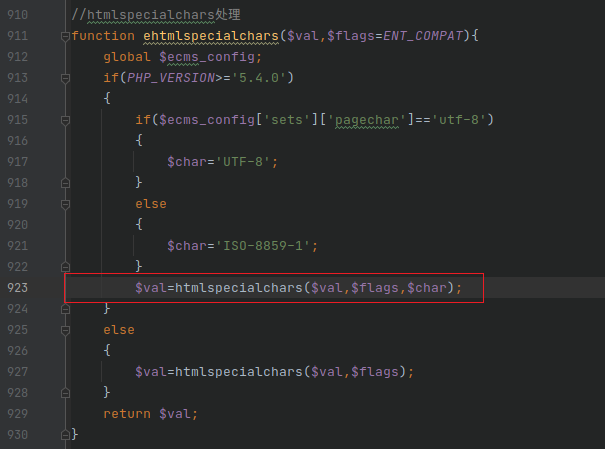 910 //htmlspecialchars处理
911 function ehtmlspecialchars($val,$flags=ENT_COMPAT){
912     global $ecms_config;
913     if(PHP_VERSION>='5.4.0')
914     {
915         if($ecms_config['sets']['pagechar']=='utf-8')
916         {
917             $char='UTF-8';
918         }
919         else
920         {
921             $char='ISO-8859-1';
922         }
923         $val=htmlspecialchars($val,$flags,$char);
924     }
925     else
926     {
927         $val=htmlspecialchars($val,$flags);
928     }
929     return $val;
930 }